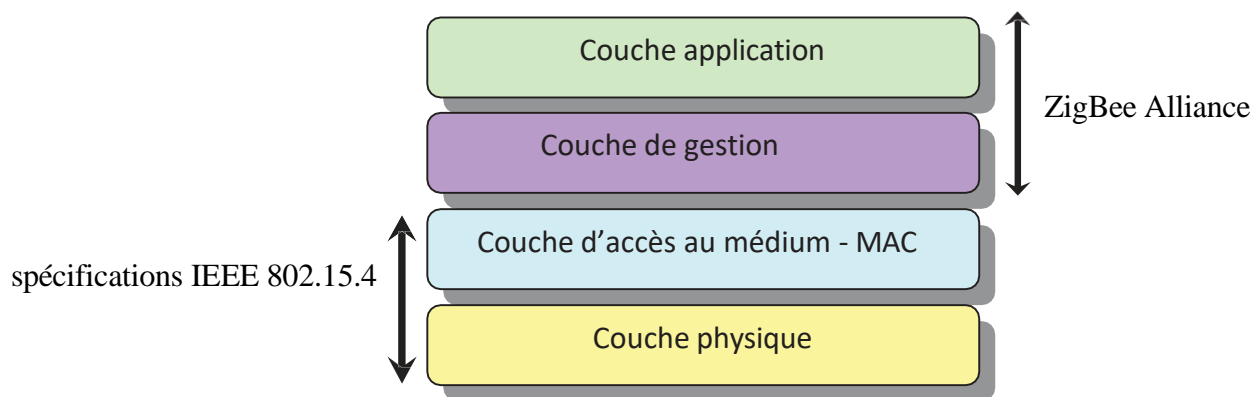 Couche application
ZigBee Alliance
Couche de gestion
Couche d’accès au médium - MAC
spécifications IEEE 802.15.4
Couche physique